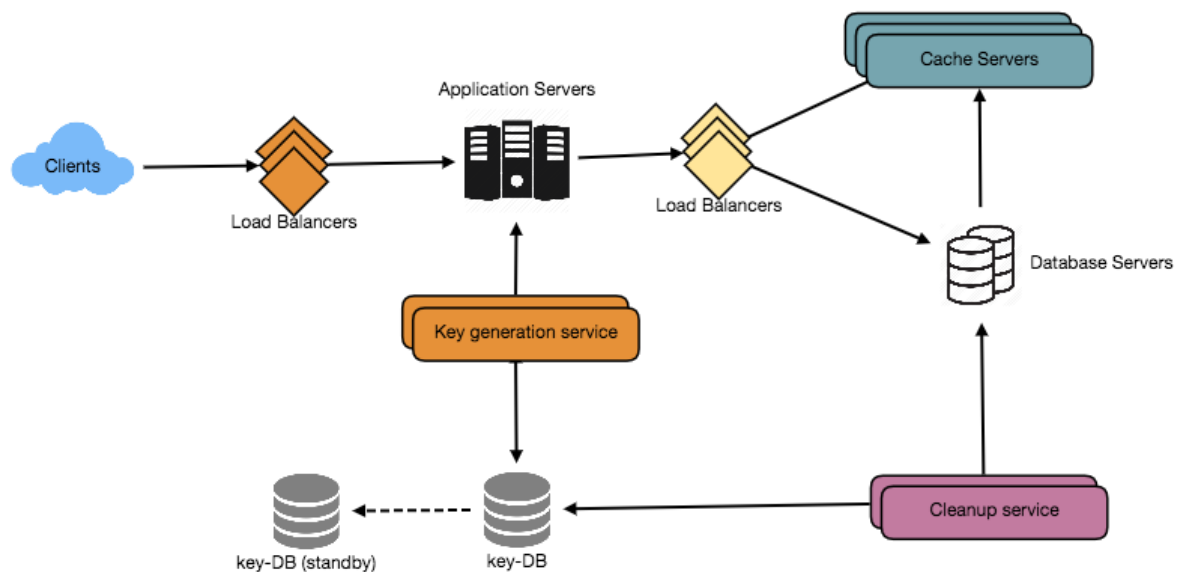 Cache Servers
Application Servers
Clients
Load Balancers
Load Balancers
Database Servers
Key generation service
Cleanup service
key-DB (standby)
key-DB